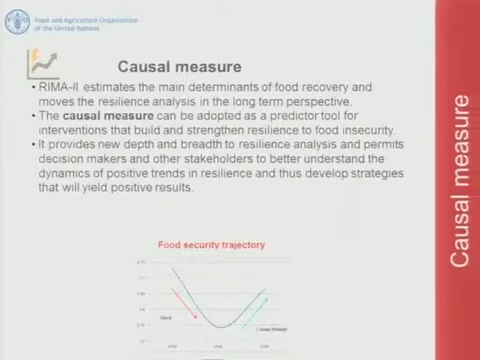 Food and Agriculture Organization
of the United Nations
Causal measure
• RIMA-II estimates the main determinants of food recovery and
moves the resilience analysis in the long term perspective.
• The causal measure can be adopted as a predictor tool for
interventions that build and strengthen resilience to food insecurity.
• It provides new depth and breadth to resilience analysis and permits
decision makers and other stakeholders to better understand the
dynamics of positive trends in resilience and thus develop strategies
that will yield positive results.
Food security trajectory
Causal measure